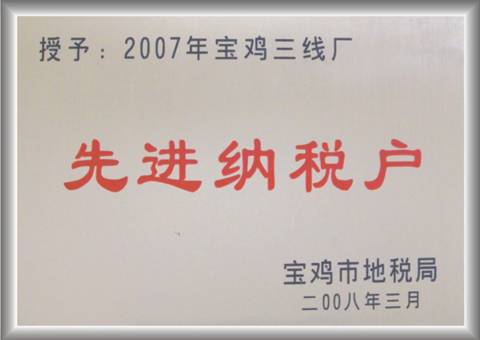 授予：2007年宝鸡三线厂
先进纳税户
宝鸡市地税局
二00八年三月